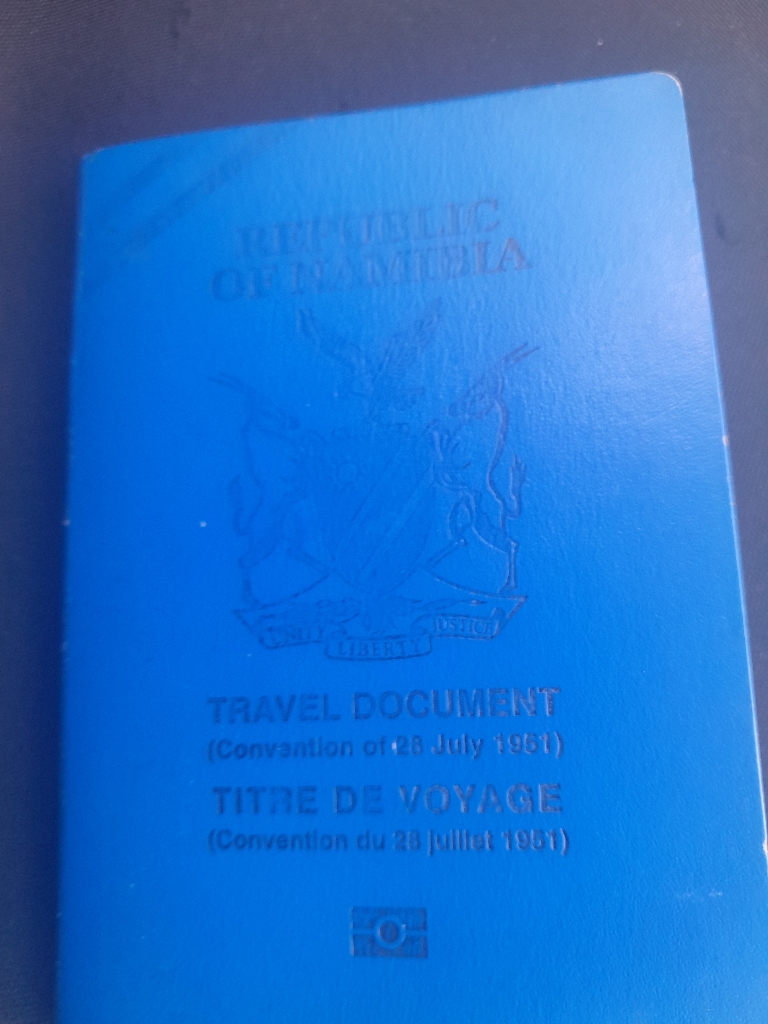 REPUBLIC
OF NAMIBIA
UNITY LIBERTY JUSTICE
TRAVEL DOCUMENT
(Convention of 28 July 1951)
TITRE DE VOYAGE
(Convention du 28 juillet 1951)